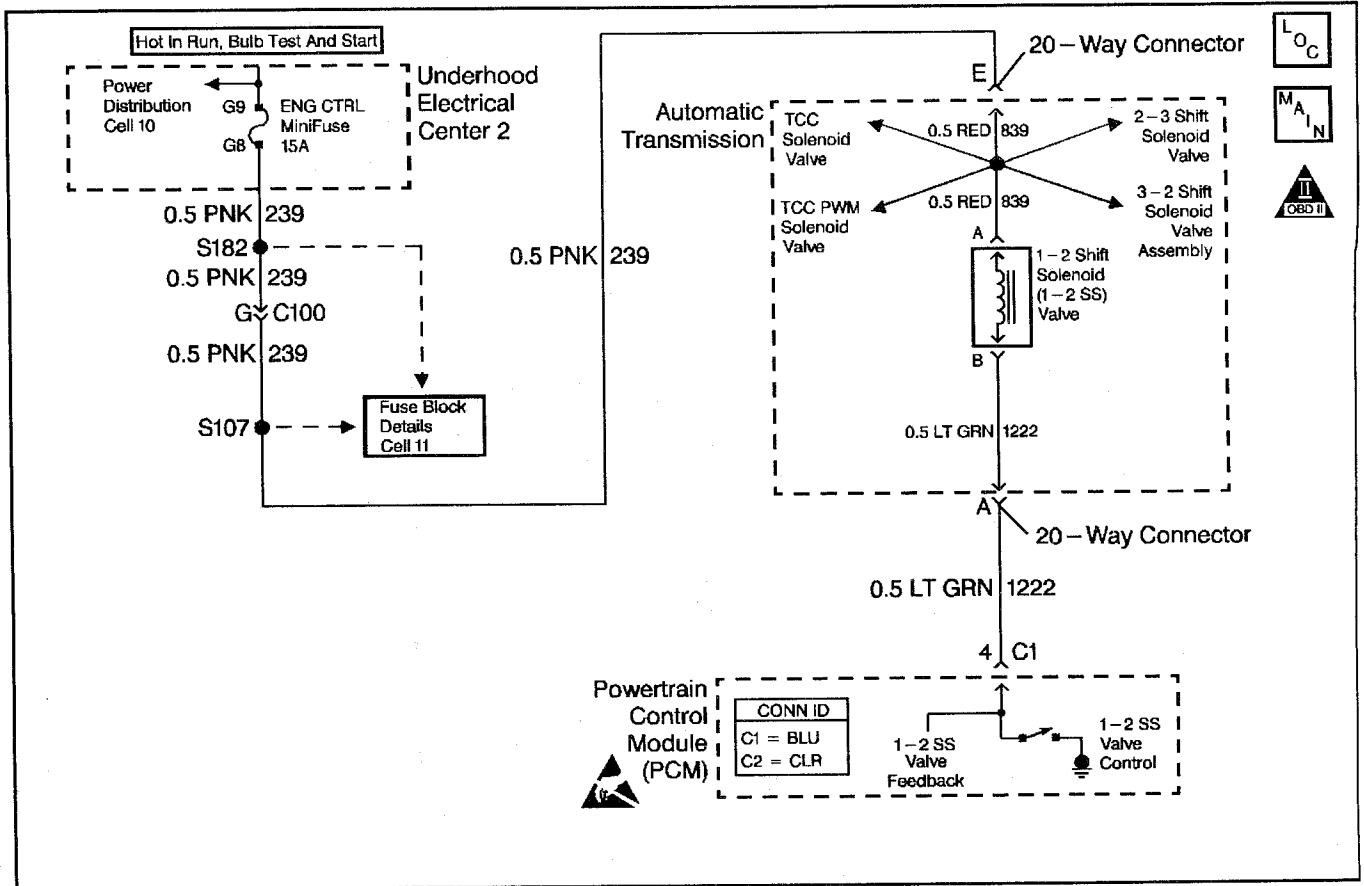 Hot In Run, Bulb Test And Start
Power
Distribution
Cell 10
G9
G8
ENG CTRL
MiniFuse
15A
Underhood
Electrical
Center 2
0.5 PNK 239
S182
0.5 PNK 239
G C100
0.5 PNK 239
S107
Fuse Block
Details
Cell 11
0.5 PNK 239
E
20-Way Connector
Automatic
Transmission
TCC
Solenoid
Valve
0.5 RED 839
2-3 Shift
Solenoid
Valve
TCC PWM
Solenoid
Valve
0.5 RED 839
3-2 Shift
Solenoid
Valve
Assembly
A
1-2 Shift
Solenoid
(1-2 SS)
Valve
B
0.5 LT GRN 1222
A
20-Way Connector
0.5 LT GRN 1222
4 C1
Powertrain
Control
Module
(PCM)
CONN ID
C1 = BLU
C2 = CLR
1-2 SS
Valve
Feedback
1-2 SS
Valve
Control
LOC
MAIN
II
OBD II